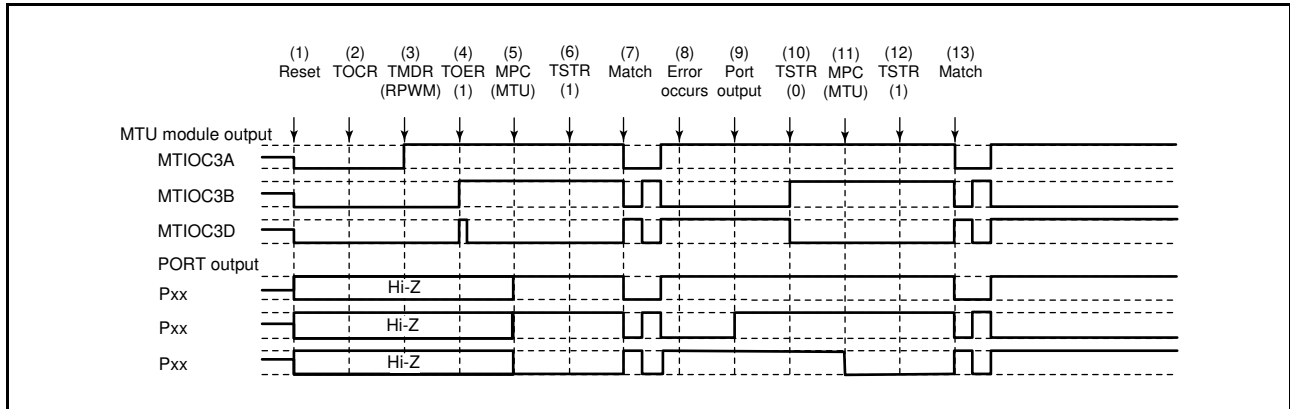 (1) (2) (3) (4) (5) (6) (7) (8) (9) (10) (11) (12) (13)
Reset TOCR TMDR TOER MPC TSTR Match Error Port TSTR MPC TSTR Match
(RPWM) (1) (MTU) (1) occurs output (0) (MTU) (1)
MTU module output
MTIOC3A
MTIOC3B
MTIOC3D
PORT output
Pxx Hi-Z
Pxx Hi-Z
Pxx Hi-Z